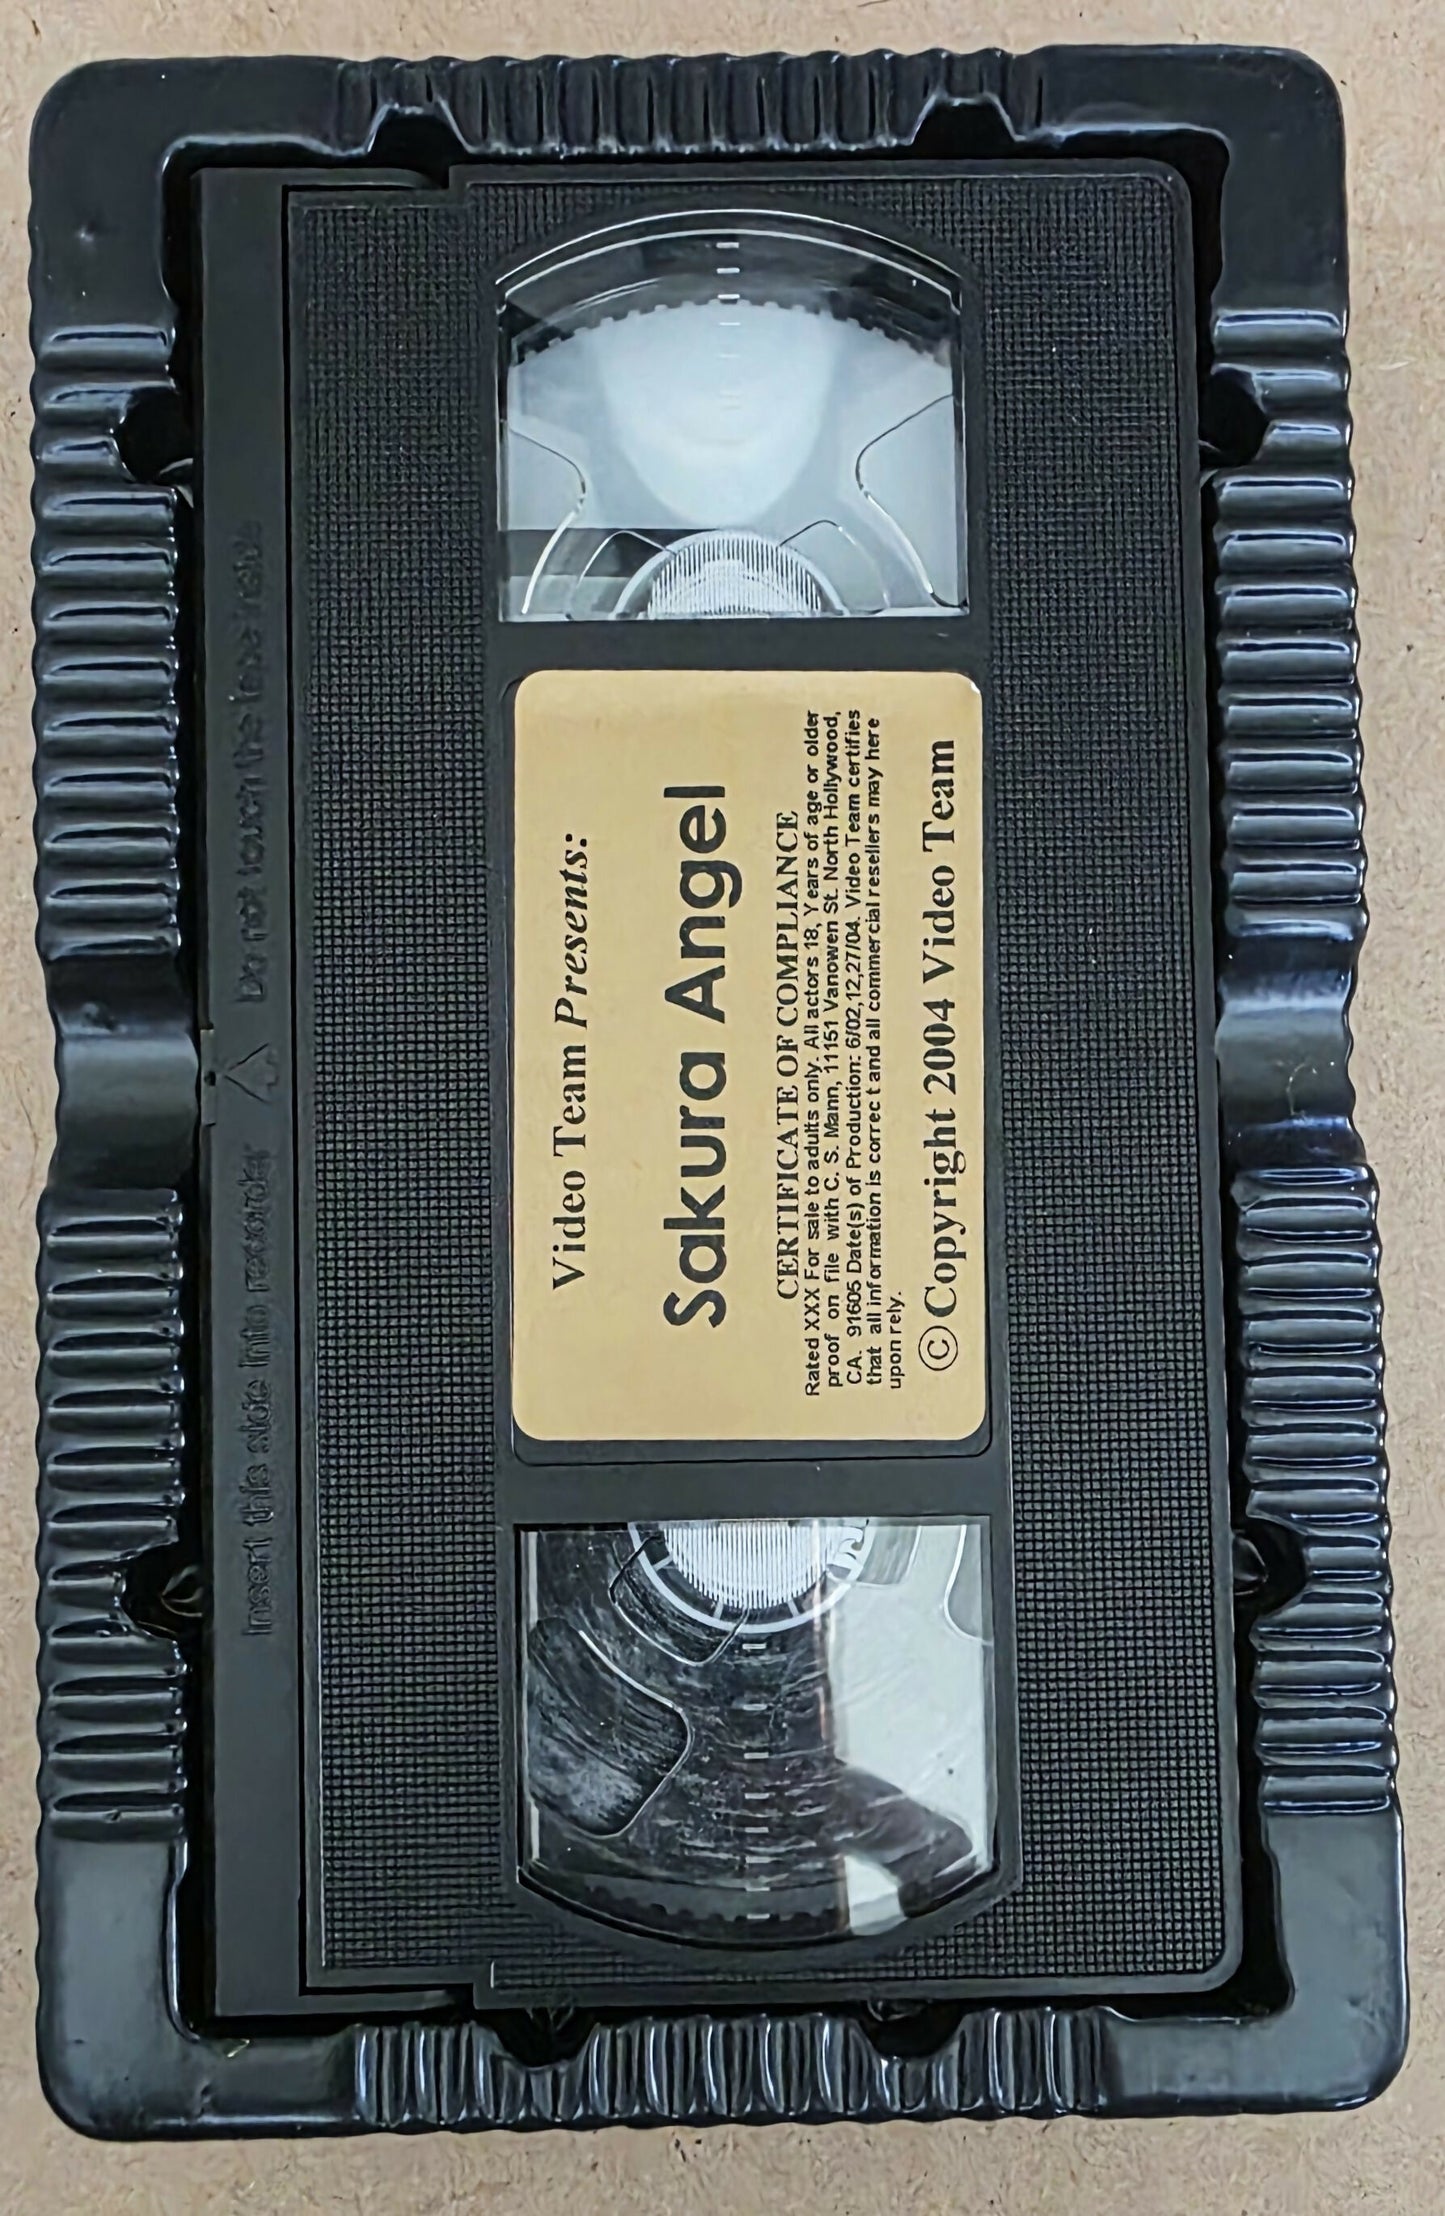 Insert this side into recorder △ Do not touch the tape inside
Video Team Presents:
Sakura Angel
CERTIFICATE OF COMPLIANCE
Rated XXX For sale to adults only. All actors 18, Years of age or older
proof on file with C. S. Mann, 11151 Vanowen St. North Hollywood,
CA. 91605 Date(s) of Production: 6/02,12,27/04. Video Team certifies
that all information is correc t and all commercial resellers may here
upon rely.
© Copyright 2004 Video Team